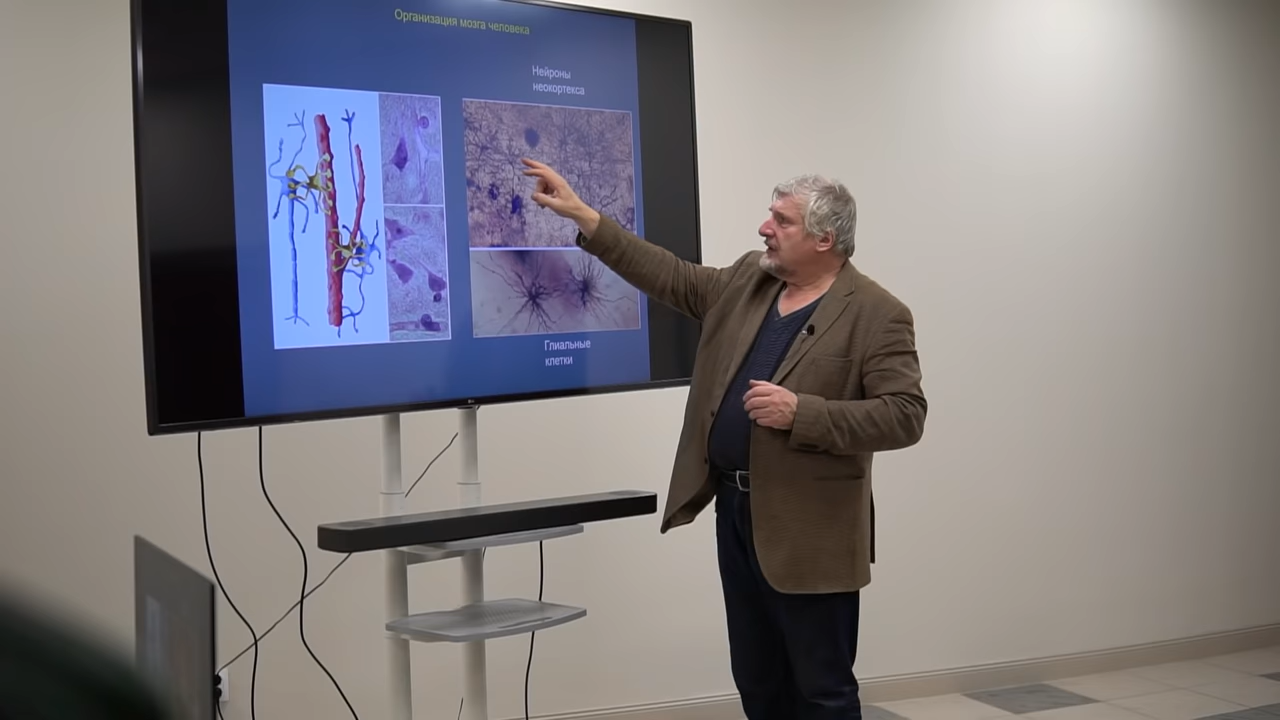 Организация мозга человека
Нейроны
неокортекса
Глиальные
клетки